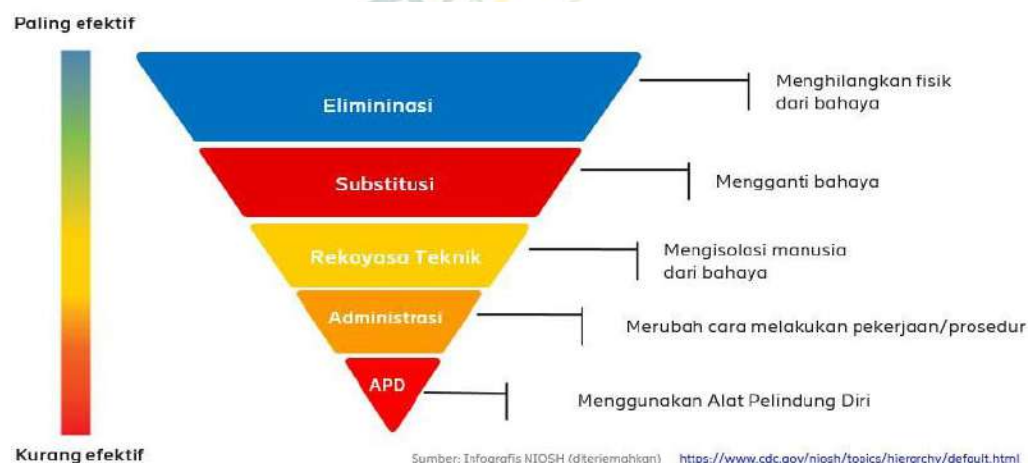 Paling efektif
Elimininasi
Menghilangkan fisik
dari bahaya
Substitusi
Mengganti bahaya
Rekayasa Teknik
Mengisolasi manusia
dari bahaya
Administrasi
Merubah cara melakukan pekerjaan/prosedur
APD
Menggunakan Alat Pelindung Diri
Kurang efektif
Sumber: Infografis NIOSH (diterjemahkan) https://www.cdc.gov/niosh/topics/hierarchy/default.html